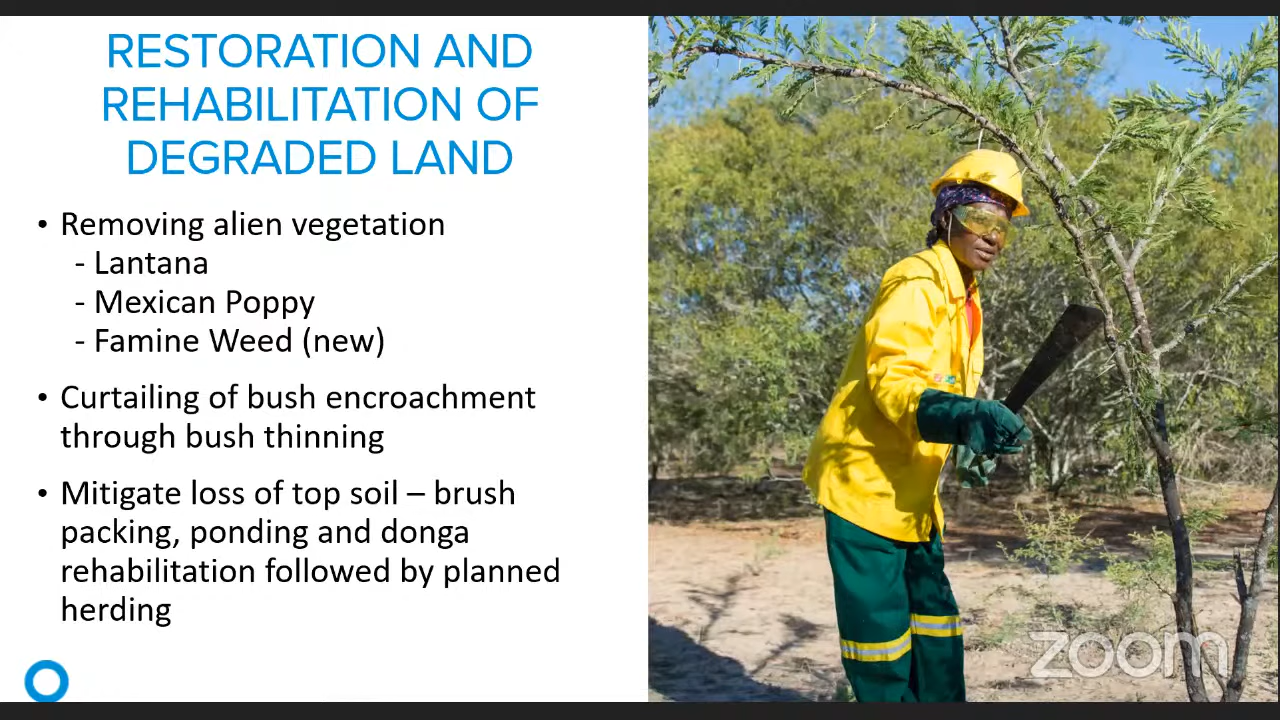 RESTORATION AND
REHABILITATION OF
DEGRADED LAND
• Removing alien vegetation
- Lantana
- Mexican Poppy
- Famine Weed (new)
• Curtailing of bush encroachment
through bush thinning
• Mitigate loss of top soil – brush
packing, ponding and donga
rehabilitation followed by planned
herding
zoom